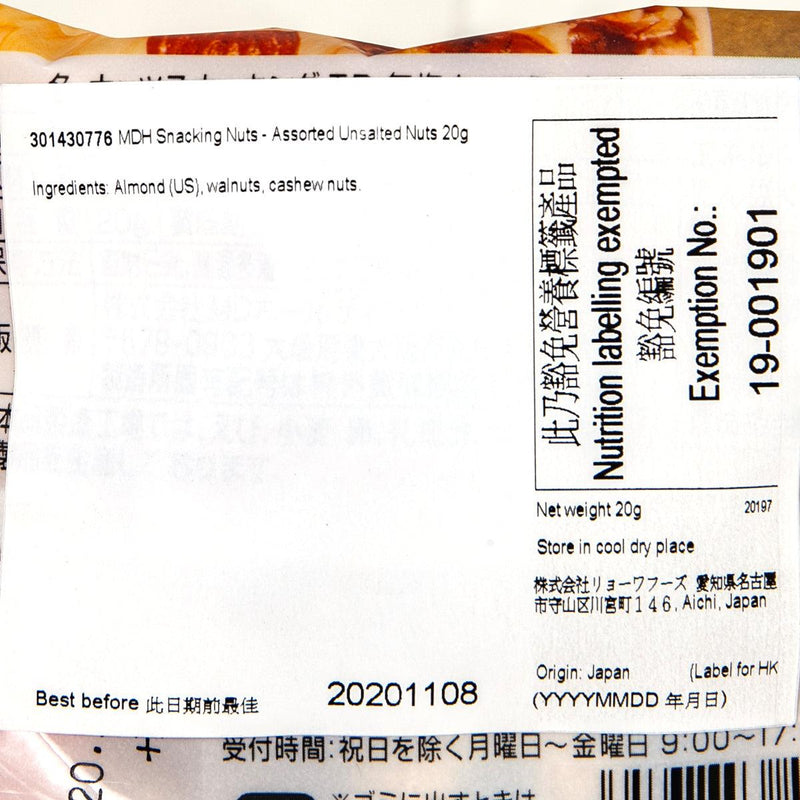 301430776 MDH Snacking Nuts - Assorted Unsalted Nuts 20g
Ingredients: Almond (US), walnuts, cashew nuts.
此乃豁免營養標籤產品
Nutrition labelling exempted
豁免編號
Exemption No.:
19-001901
Net weight 20g
20197
Store in cool dry place
株式会社リョーワフーズ 愛知県名古屋
市守山区川宮町146, Aichi, Japan
Origin: Japan (Label for HK
Best before 此日期前最佳 20201108 (YYYYMMDD 年月日)
受付時間:祝日を除く月曜日～金曜日 9:00～17: